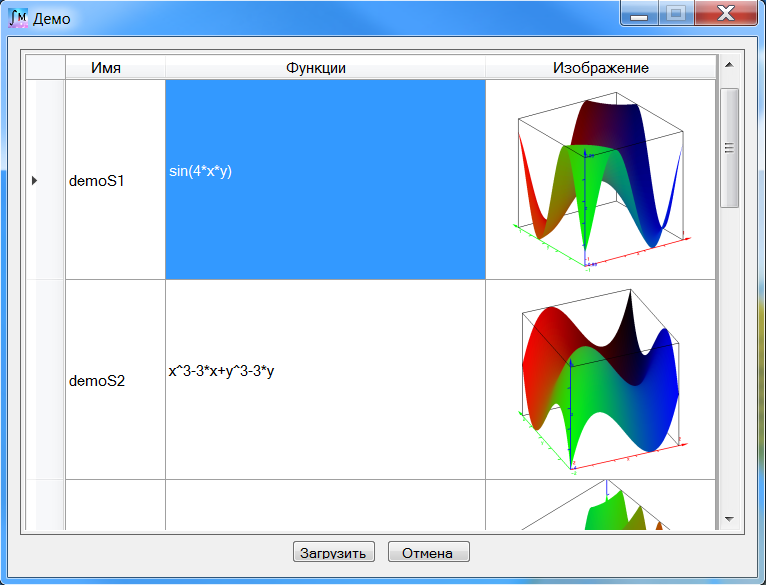 Демо
Имя Функции Изображение
demoS1 sin(4*x*y)
demoS2 x^3-3*x+y^3-3*y
Загрузить Отмена